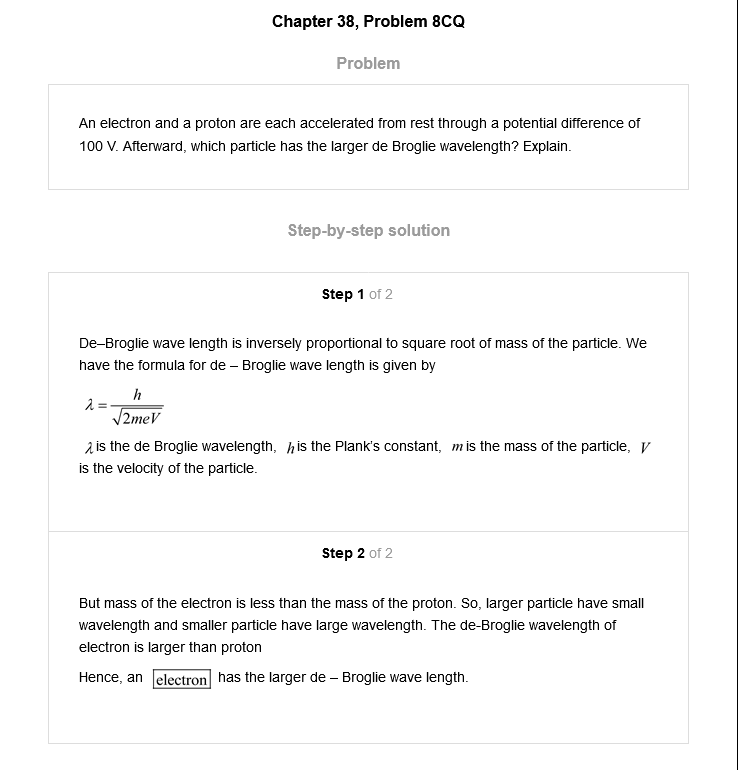 Chapter 38, Problem 8CQ
Problem
An electron and a proton are each accelerated from rest through a potential difference of
100 V. Afterward, which particle has the larger de Broglie wavelength? Explain.
Step-by-step solution
Step 1 of 2
De–Broglie wave length is inversely proportional to square root of mass of the particle. We
have the formula for de – Broglie wave length is given by
λ = h / √2meV
λ is the de Broglie wavelength, h is the Plank's constant, m is the mass of the particle, V
is the velocity of the particle.
Step 2 of 2
But mass of the electron is less than the mass of the proton. So, larger particle have small
wavelength and smaller particle have large wavelength. The de-Broglie wavelength of
electron is larger than proton
Hence, an electron has the larger de – Broglie wave length.